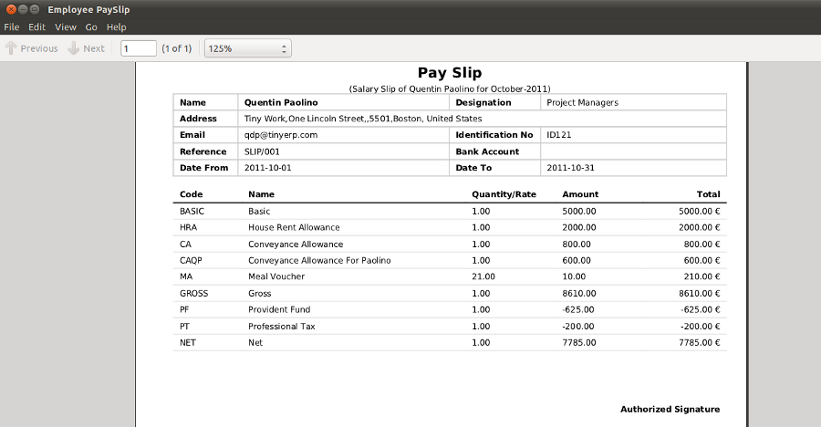 Employee PaySlip
File Edit View Go Help
Previous Next 1 (1 of 1) 125%
Pay Slip
(Salary Slip of Quentin Paolino for October-2011)
Name Quentin Paolino Designation Project Managers
Address Tiny Work,One Lincoln Street,,5501,Boston, United States
Email qdp@tinyerp.com Identification No ID121
Reference SLIP/001 Bank Account
Date From 2011-10-01 Date To 2011-10-31
Code Name Quantity/Rate Amount Total
BASIC Basic 1.00 5000.00 5000.00 €
HRA House Rent Allowance 1.00 2000.00 2000.00 €
CA Conveyance Allowance 1.00 800.00 800.00 €
CAQP Conveyance Allowance For Paolino 1.00 600.00 600.00 €
MA Meal Voucher 21.00 10.00 210.00 €
GROSS Gross 1.00 8610.00 8610.00 €
PF Provident Fund 1.00 -625.00 -625.00 €
PT Professional Tax 1.00 -200.00 -200.00 €
NET Net 1.00 7785.00 7785.00 €
Authorized Signature